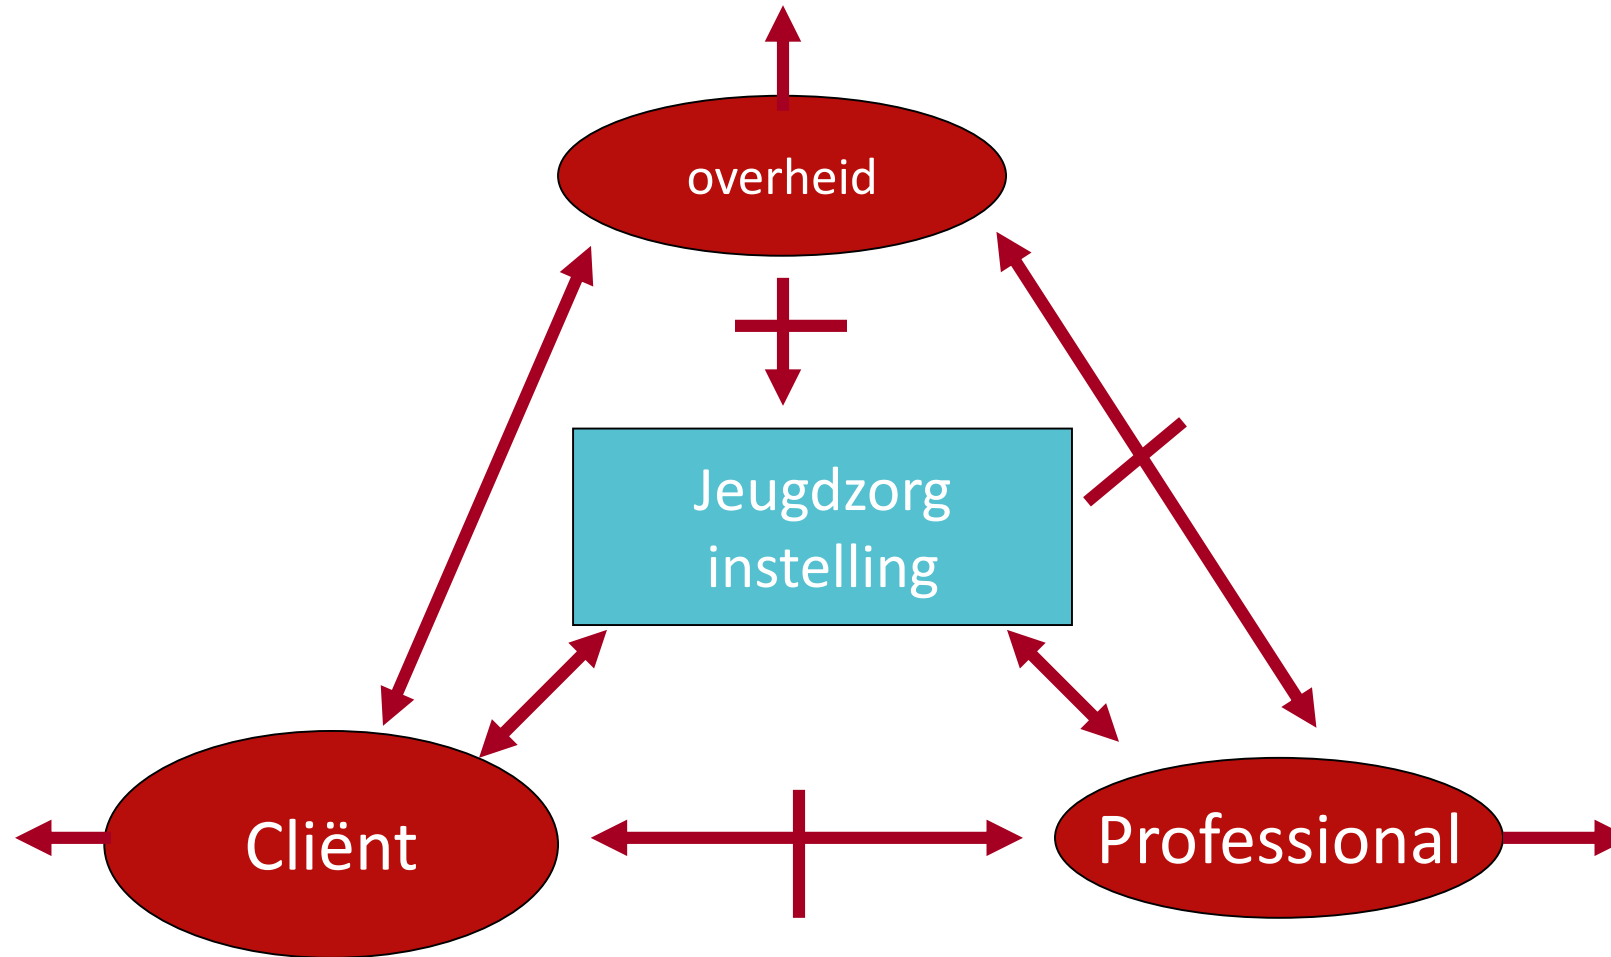 overheid
Jeugdzorg
instelling
Cliënt
Professional